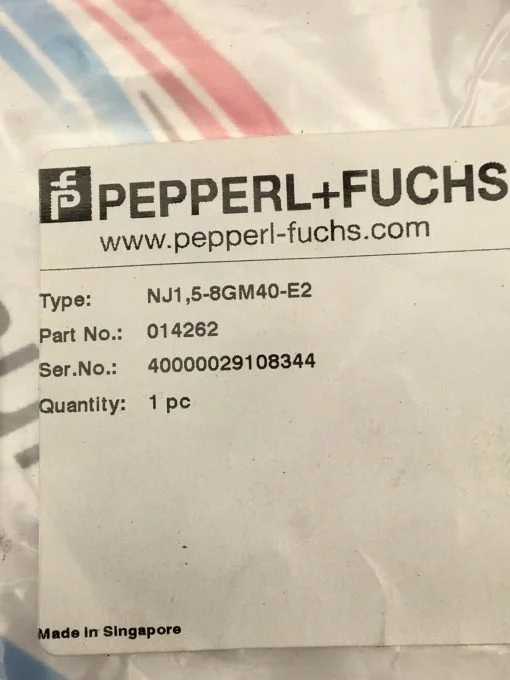 PEPPERL+FUCHS
www.pepperl-fuchs.com
Type: NJ1,5-8GM40-E2
Part No.: 014262
Ser.No.: 40000029108344
Quantity: 1 pc
Made in Singapore